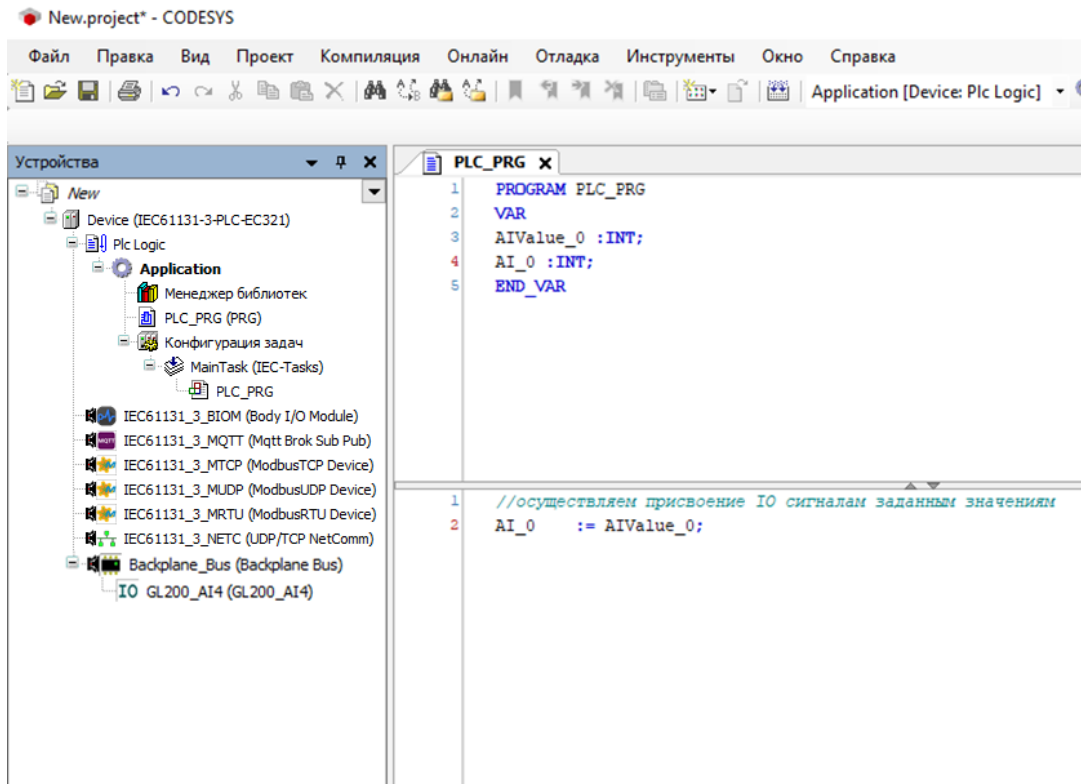 New.project* - CODESYS
Файл Правка Вид Проект Компиляция Онлайн Отладка Инструменты Окно Справка
Application [Device: Plc Logic]
Устройства
New
Device (IEC61131-3-PLC-EC321)
Plc Logic
Application
Менеджер библиотек
PLC_PRG (PRG)
Конфигурация задач
MainTask (IEC-Tasks)
PLC_PRG
IEC61131_3_BIOM (Body I/O Module)
IEC61131_3_MQTT (Mqtt Brok Sub Pub)
IEC61131_3_MTCP (ModbusTCP Device)
IEC61131_3_MUDP (ModbusUDP Device)
IEC61131_3_MRTU (ModbusRTU Device)
IEC61131_3_NETC (UDP/TCP NetComm)
Backplane_Bus (Backplane Bus)
IO GL200_AI4 (GL200_AI4)
PLC_PRG
1 PROGRAM PLC_PRG
2 VAR
3 AIValue_0 :INT;
4 AI_0 :INT;
5 END_VAR
1 //осуществляем присвоение IO сигналам заданным значениям
2 AI_0 := AIValue_0;